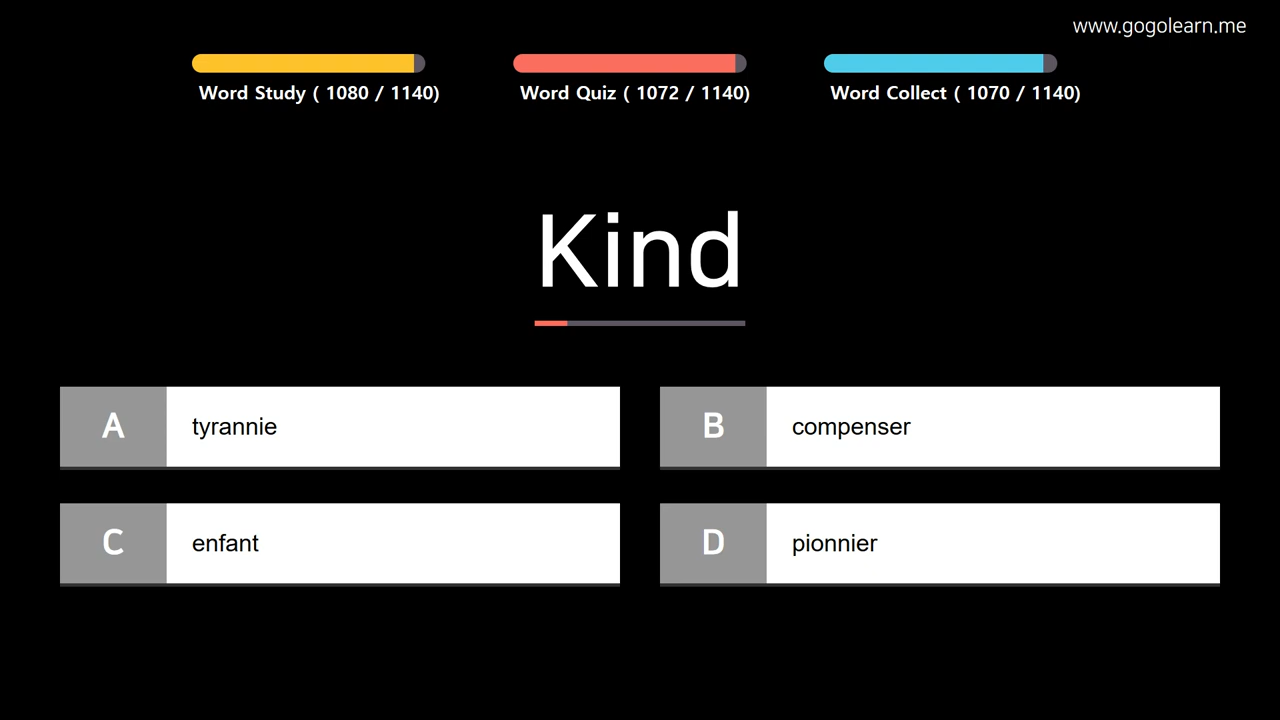 www.gogolearn.me
Word Study ( 1080 / 1140)
Word Quiz ( 1072 / 1140)
Word Collect ( 1070 / 1140)
Kind
A tyrannie
B compenser
C enfant
D pionnier